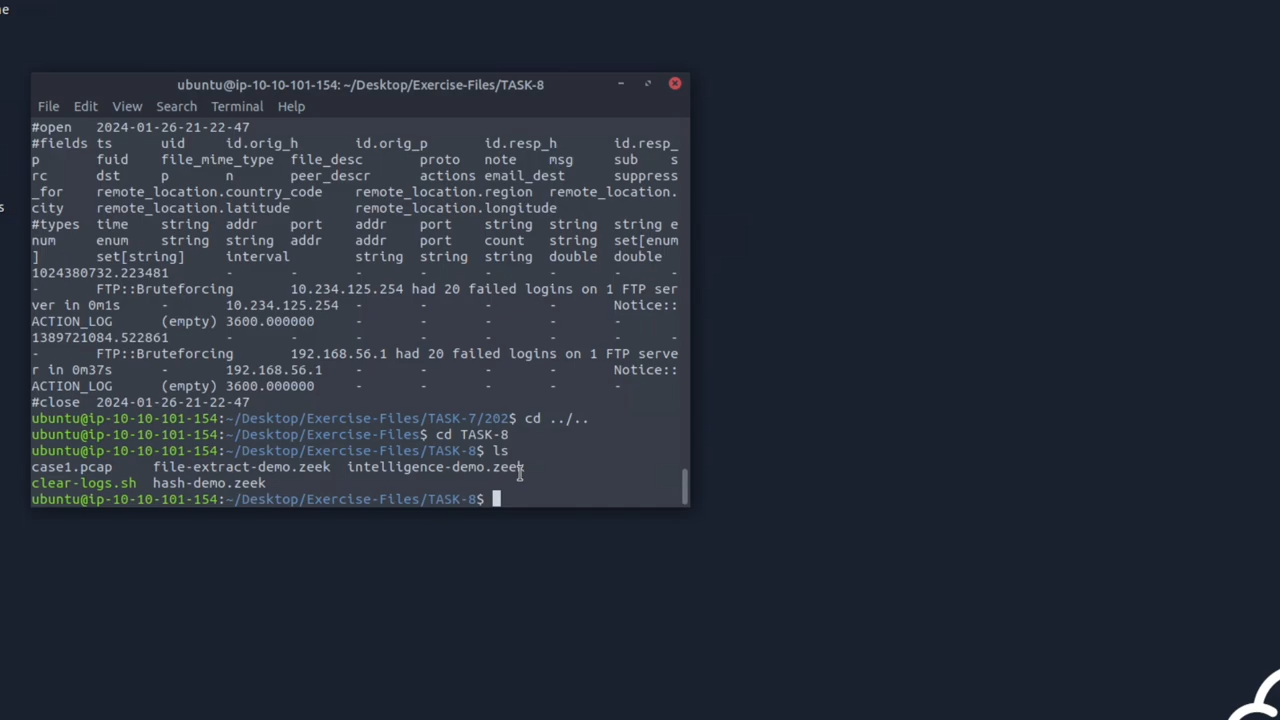 ne
s
ubuntu@ip-10-10-101-154: ~/Desktop/Exercise-Files/TASK-8
File Edit View Search Terminal Help
#open 2024-01-26-21-22-47
#fields ts uid id.orig_h id.orig_p id.resp_h id.resp_
p fuid file_mime_type file_desc proto note msg sub s
rc dst p n peer_descr actions email_dest suppress
_for remote_location.country_code remote_location.region remote_location.
city remote_location.latitude remote_location.longitude
#types time string addr port addr port string string string e
num enum string string addr addr port count string set[enum
] set[string] interval string string string double double
1024380732.223481 - - - - - - - -
- FTP::Bruteforcing 10.234.125.254 had 20 failed logins on 1 FTP ser
ver in 0m1s - 10.234.125.254 - - - Notice::
ACTION_LOG (empty) 3600.000000 - - - - -
1389721084.522861 - - - - - - - -
- FTP::Bruteforcing 192.168.56.1 had 20 failed logins on 1 FTP serve
r in 0m37s - 192.168.56.1 - - - Notice::
ACTION_LOG (empty) 3600.000000 - - - - -
#close 2024-01-26-21-22-47
ubuntu@ip-10-10-101-154:~/Desktop/Exercise-Files/TASK-7/202$ cd ../..
ubuntu@ip-10-10-101-154:~/Desktop/Exercise-Files$ cd TASK-8
ubuntu@ip-10-10-101-154:~/Desktop/Exercise-Files/TASK-8$ ls
case1.pcap file-extract-demo.zeek intelligence-demo.zeek
clear-logs.sh hash-demo.zeek
ubuntu@ip-10-10-101-154:~/Desktop/Exercise-Files/TASK-8$